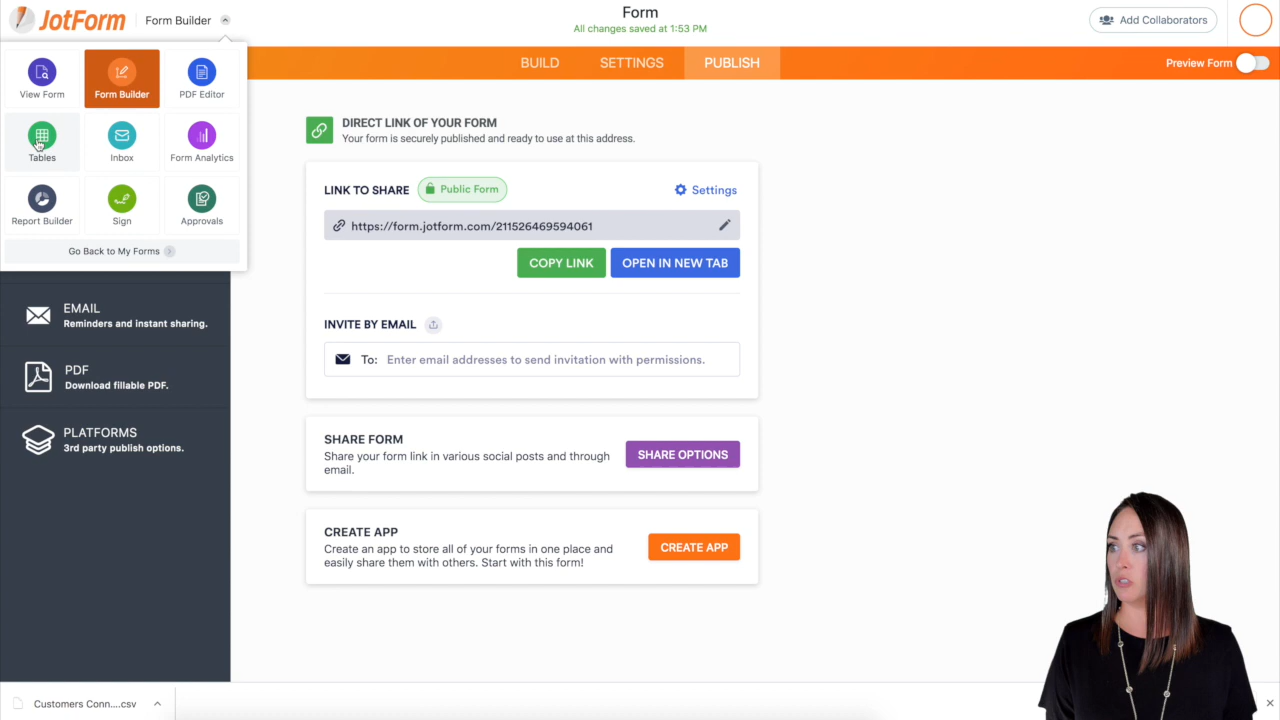 JotForm
Form Builder
Form
All changes saved at 1:53 PM
Add Collaborators
BUILD
SETTINGS
PUBLISH
Preview Form
View Form
Form Builder
PDF Editor
Tables
Inbox
Form Analytics
Report Builder
Sign
Approvals
Go Back to My Forms
EMAIL
Reminders and instant sharing.
PDF
Download fillable PDF.
PLATFORMS
3rd party publish options.
DIRECT LINK OF YOUR FORM
Your form is securely published and ready to use at this address.
LINK TO SHARE
Public Form
Settings
https://form.jotform.com/211526469594061
COPY LINK
OPEN IN NEW TAB
INVITE BY EMAIL
To: Enter email addresses to send invitation with permissions.
SHARE FORM
Share your form link in various social posts and through
email.
SHARE OPTIONS
CREATE APP
Create an app to store all of your forms in one place and
easily share them with others. Start with this form!
CREATE APP
Customers Conn....csv